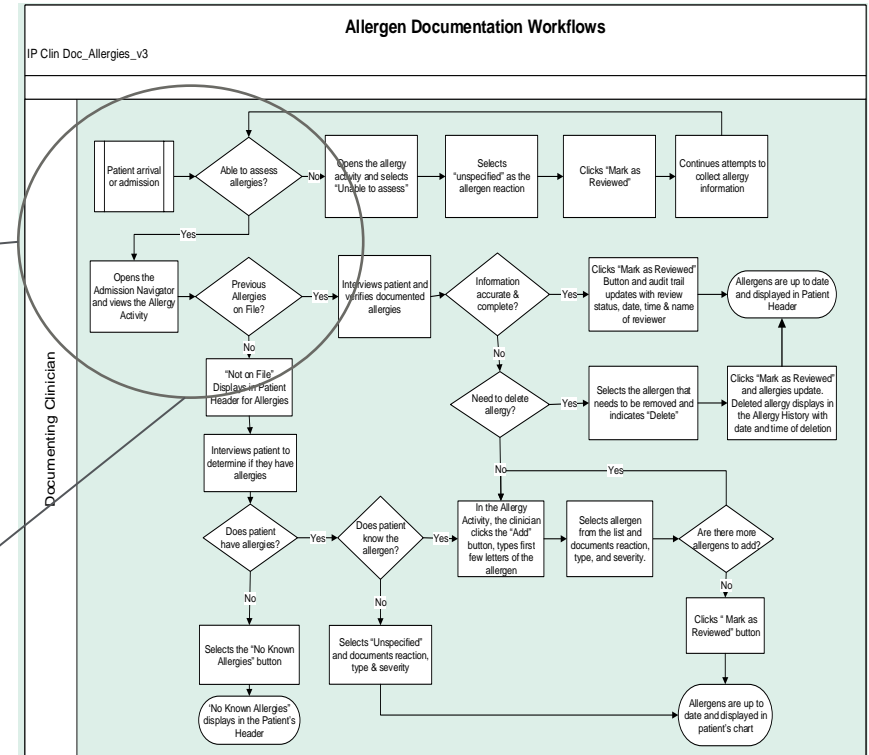 Allergen Documentation Workflows
IP Clin Doc_Allergies_v3
Documenting Clinician
Patient arrival
or admission
Able to assess
allergies?
No
Opens the allergy
activity and selects
"Unable to assess"
Selects
"unspecified" as the
allergen reaction
Clicks "Mark as
Reviewed"
Continues attempts to
collect allergy
information
Yes
Opens the
Admission Navigator
and views the Allergy
Activity
Previous
Allergies
on File?
Yes
Interviews patient and
verifies documented
allergies
Information
accurate &
complete?
Yes
Clicks "Mark as Reviewed"
Button and audit trail
updates with review
status, date, time & name
of reviewer
Allergens are up to date
and displayed in Patient
Header
No
"Not on File"
Displays in Patient
Header for Allergies
No
Need to delete
allergy?
Yes
Selects the allergen that
needs to be removed and
indicates "Delete"
Clicks "Mark as Reviewed"
and allergies update.
Deleted allergy displays in
the Allergy History with
date and time of deletion
Interviews patient to
determine if they have
allergies
No
Yes
Does patient
have allergies?
Yes
Does patient
know the
allergen?
Yes
In the Allergy
Activity, the clinician
clicks the "Add"
button, types first
few letters of the
allergen
Selects allergen
from the list and
documents reaction,
type, and severity.
Are there more
allergens to add?
No
No
No
Selects the "No Known
Allergies" button
Selects "Unspecified"
and documents reaction,
type & severity
Clicks " Mark as
Reviewed" button
'No Known Allergies"
displays in the Patient's
Header
Allergens are up to
date and displayed in
patient's chart